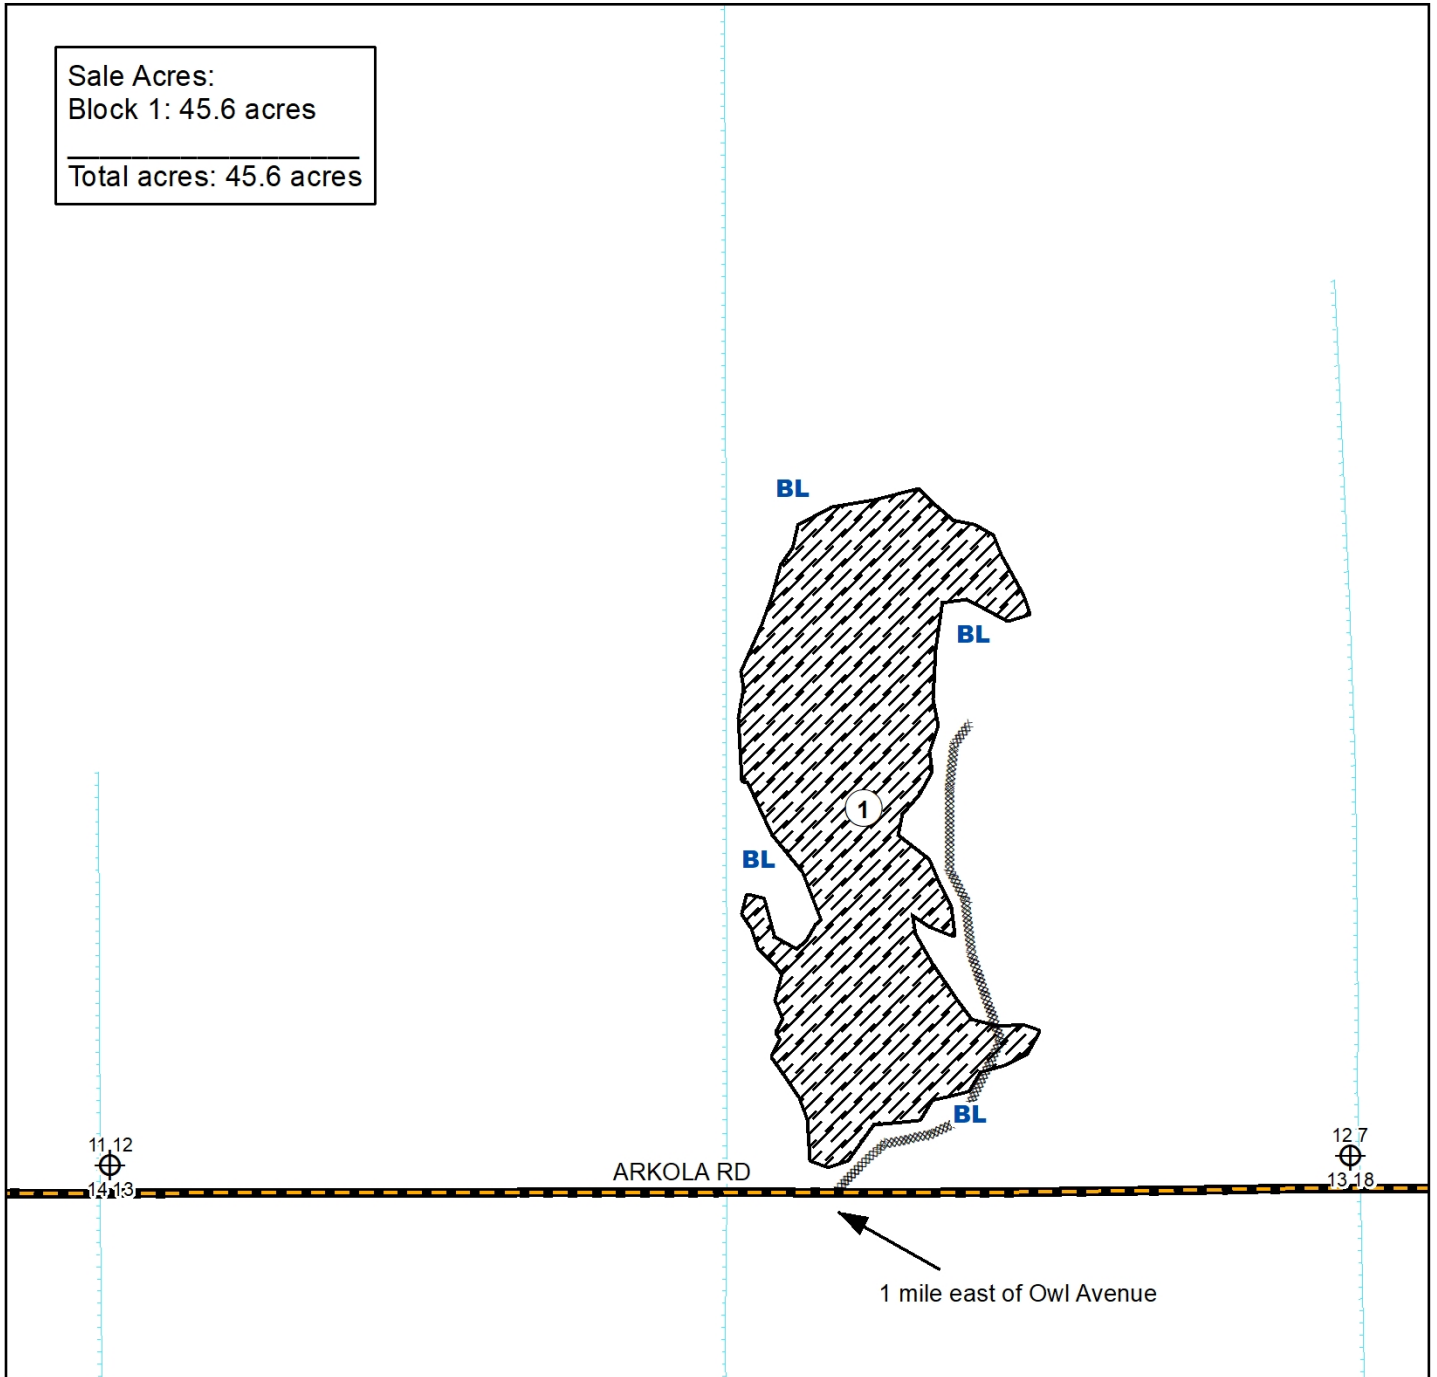 Sale Acres:
Block 1: 45.6 acres
Total acres: 45.6 acres
BL
BL
1
BL
BL
11 12
14 13
12 7
13 18
ARKOLA RD
1 mile east of Owl Avenue